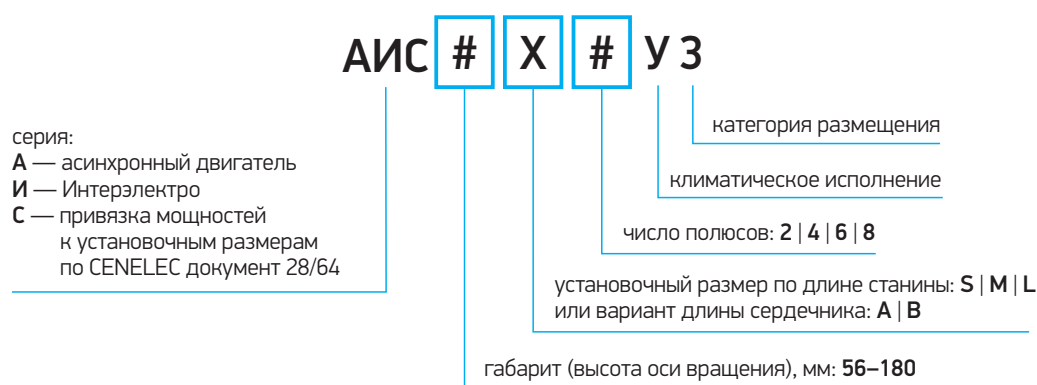 АИС # Х # У 3
серия:
А — асинхронный двигатель
И — Интерэлектро
С — привязка мощностей
к установочным размерам
по CENELEC документ 28/64
категория размещения
климатическое исполнение
число полюсов: 2 | 4 | 6 | 8
установочный размер по длине станины: S | M | L
или вариант длины сердечника: A | B
габарит (высота оси вращения), мм: 56–180